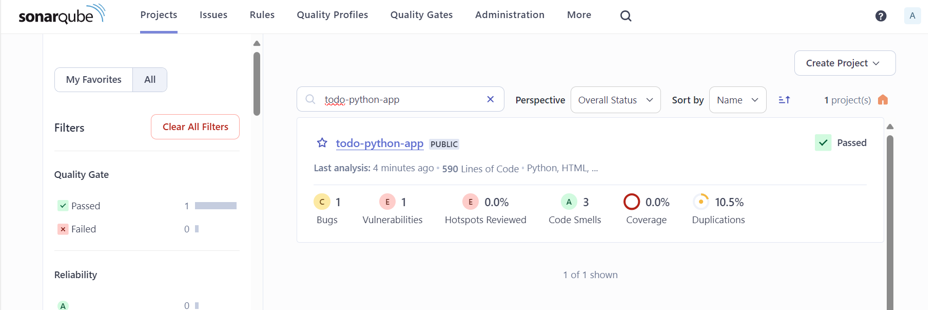 sonarqube Projects Issues Rules Quality Profiles Quality Gates Administration More ? A
My Favorites All
Filters Clear All Filters
Quality Gate
Passed 1
Failed 0
Reliability
A 0
Create Project
todo-python-app Perspective Overall Status Sort by Name 1 project(s)
todo-python-app PUBLIC Passed
Last analysis: 4 minutes ago · 590 Lines of Code · Python, HTML, ...
C 1 E 1 E 0.0% A 3 0.0% 10.5%
Bugs Vulnerabilities Hotspots Reviewed Code Smells Coverage Duplications
1 of 1 shown